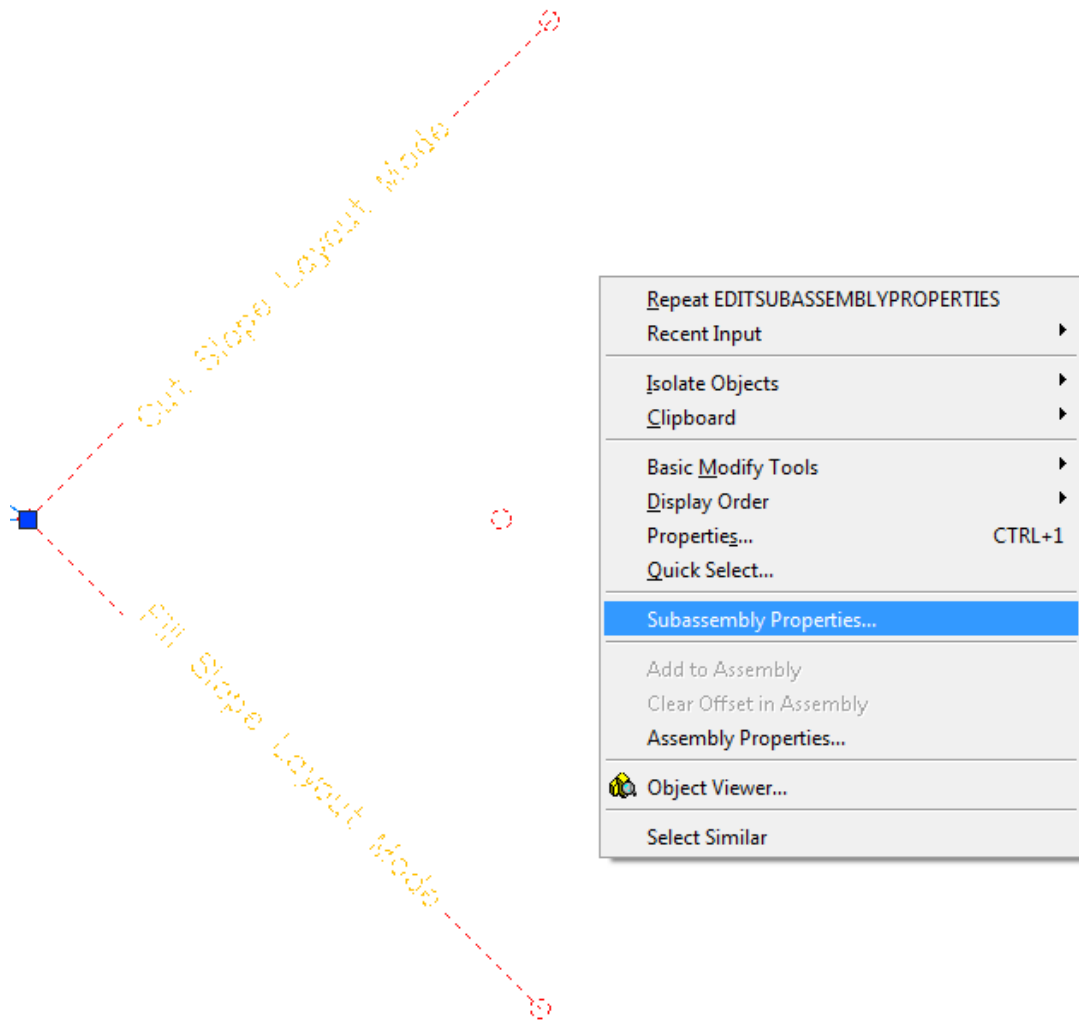 Cut Slope Layout Mode
Fill Slope Layout Mode
Repeat EDITSUBASSEMBLYPROPERTIES
Recent Input
Isolate Objects
Clipboard
Basic Modify Tools
Display Order
Properties... CTRL+1
Quick Select...
Subassembly Properties...
Add to Assembly
Clear Offset in Assembly
Assembly Properties...
Object Viewer...
Select Similar